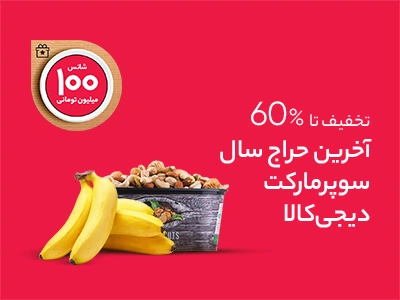 شانس
۱۰۰
میلیون تومانی
تخفیف تا 60%
آخرین حراج سال
سوپرمارکت
دیجی‌کالا